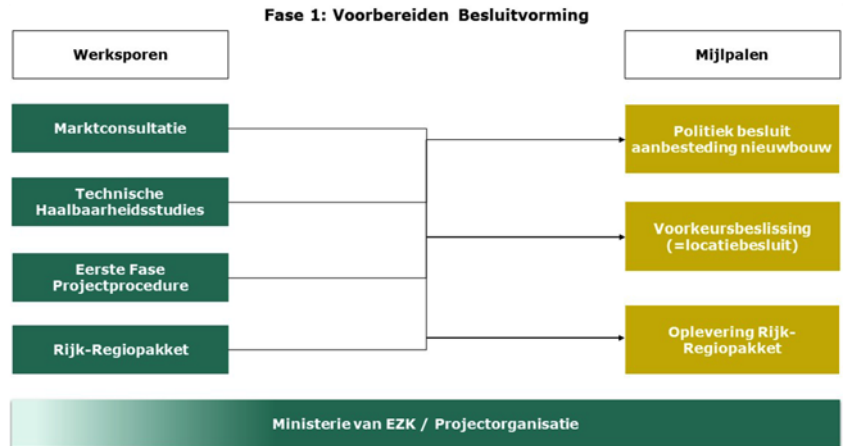 Fase 1: Voorbereiden Besluitvorming
Werksporen
Mijlpalen
Marktconsultatie
Technische
Haalbaarheidsstudies
Eerste Fase
Projectprocedure
Rijk-Regiopakket
Politiek besluit
aanbesteding nieuwbouw
Voorkeursbeslissing
(=locatiebesluit)
Oplevering Rijk-
Regiopakket
Ministerie van EZK / Projectorganisatie